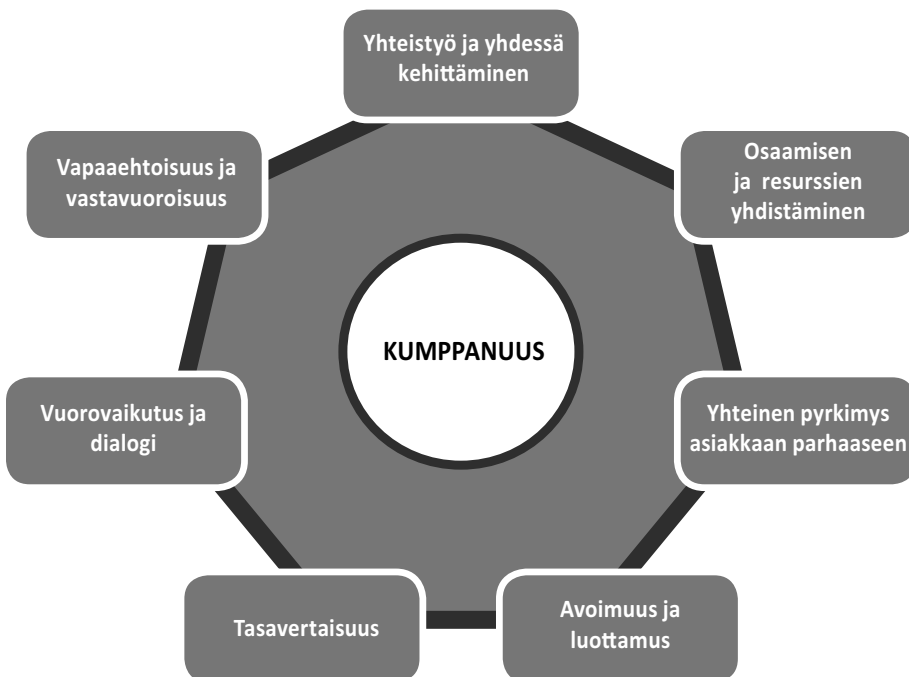 Yhteistyö ja yhdessä
kehittäminen
Osaamisen
ja resurssien
yhdistäminen
Yhteinen pyrkimys
asiakkaan parhaaseen
Avoimuus ja
luottamus
Tasavertaisuus
Vuorovaikutus ja
dialogi
Vapaaehtoisuus ja
vastavuoroisuus
KUMPPANUUS